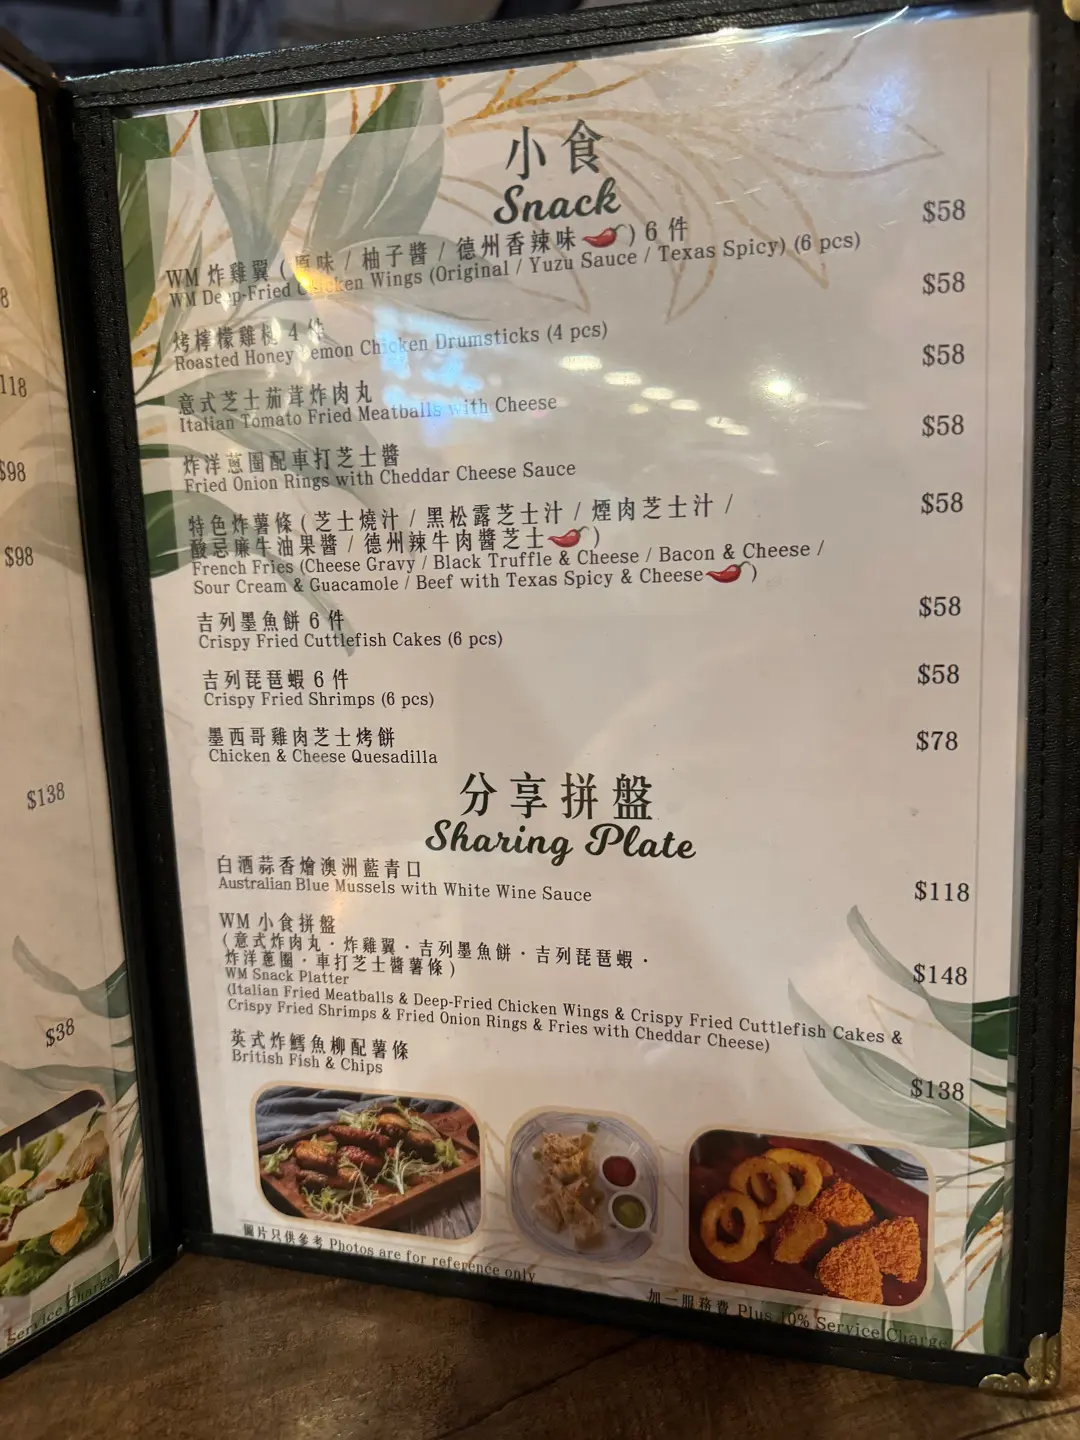 小食
Snack
WM 炸雞翼 ( 原味 / 柚子醬 / 德州香辣味 ) 6 件
WM Deep-Fried Chicken Wings (Original / Yuzu Sauce / Texas Spicy) (6 pcs)
$58
烤檸檬雞槌 4 件
Roasted Honey Lemon Chicken Drumsticks (4 pcs)
$58
意式芝士茄茸炸肉丸
Italian Tomato Fried Meatballs with Cheese
$58
炸洋蔥圈配車打芝士醬
Fried Onion Rings with Cheddar Cheese Sauce
$58
特色炸薯條 ( 芝士燒汁 / 黑松露芝士汁 / 煙肉芝士汁 /
酸忌廉牛油果醬 / 德州辣牛肉醬芝士 )
French Fries (Cheese Gravy / Black Truffle & Cheese / Bacon & Cheese /
Sour Cream & Guacamole / Beef with Texas Spicy & Cheese )
$58
吉列墨魚餅 6 件
Crispy Fried Cuttlefish Cakes (6 pcs)
$58
吉列琵琶蝦 6 件
Crispy Fried Shrimps (6 pcs)
$58
墨西哥雞肉芝士烤餅
Chicken & Cheese Quesadilla
$78
分享拼盤
Sharing Plate
白酒蒜香燴澳洲藍青口
Australian Blue Mussels with White Wine Sauce
$118
WM 小食拼盤
( 意式炸肉丸 · 炸雞翼 · 吉列墨魚餅 · 吉列琵琶蝦 ·
炸洋蔥圈 · 車打芝士醬薯條 )
WM Snack Platter
(Italian Fried Meatballs & Deep-Fried Chicken Wings & Crispy Fried Cuttlefish Cakes &
Crispy Fried Shrimps & Fried Onion Rings & Fries with Cheddar Cheese)
$148
英式炸鱈魚柳配薯條
British Fish & Chips
$138
圖片只供參考 Photos are for reference only
加一服務費 Plus 10% Service Charge
8
118
$98
$98
$138
$38
Service Charge